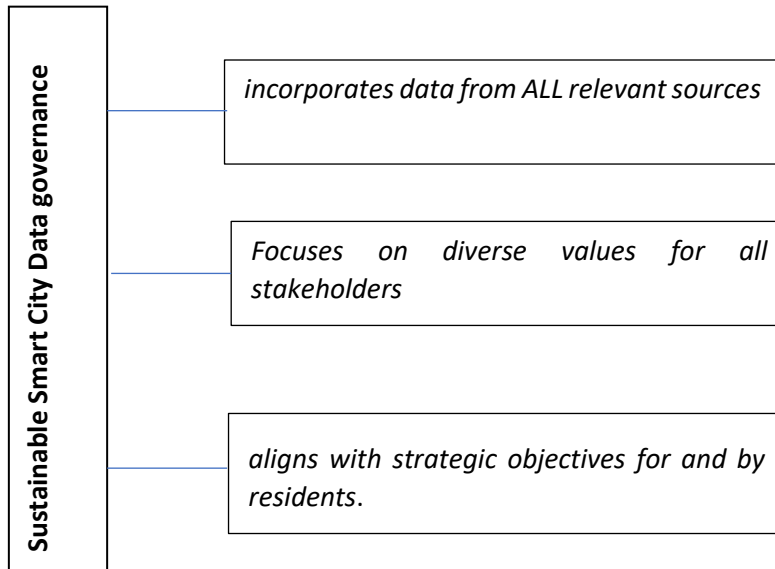 Sustainable Smart City Data governance
incorporates data from ALL relevant sources
Focuses on diverse values for all
stakeholders
aligns with strategic objectives for and by
residents.